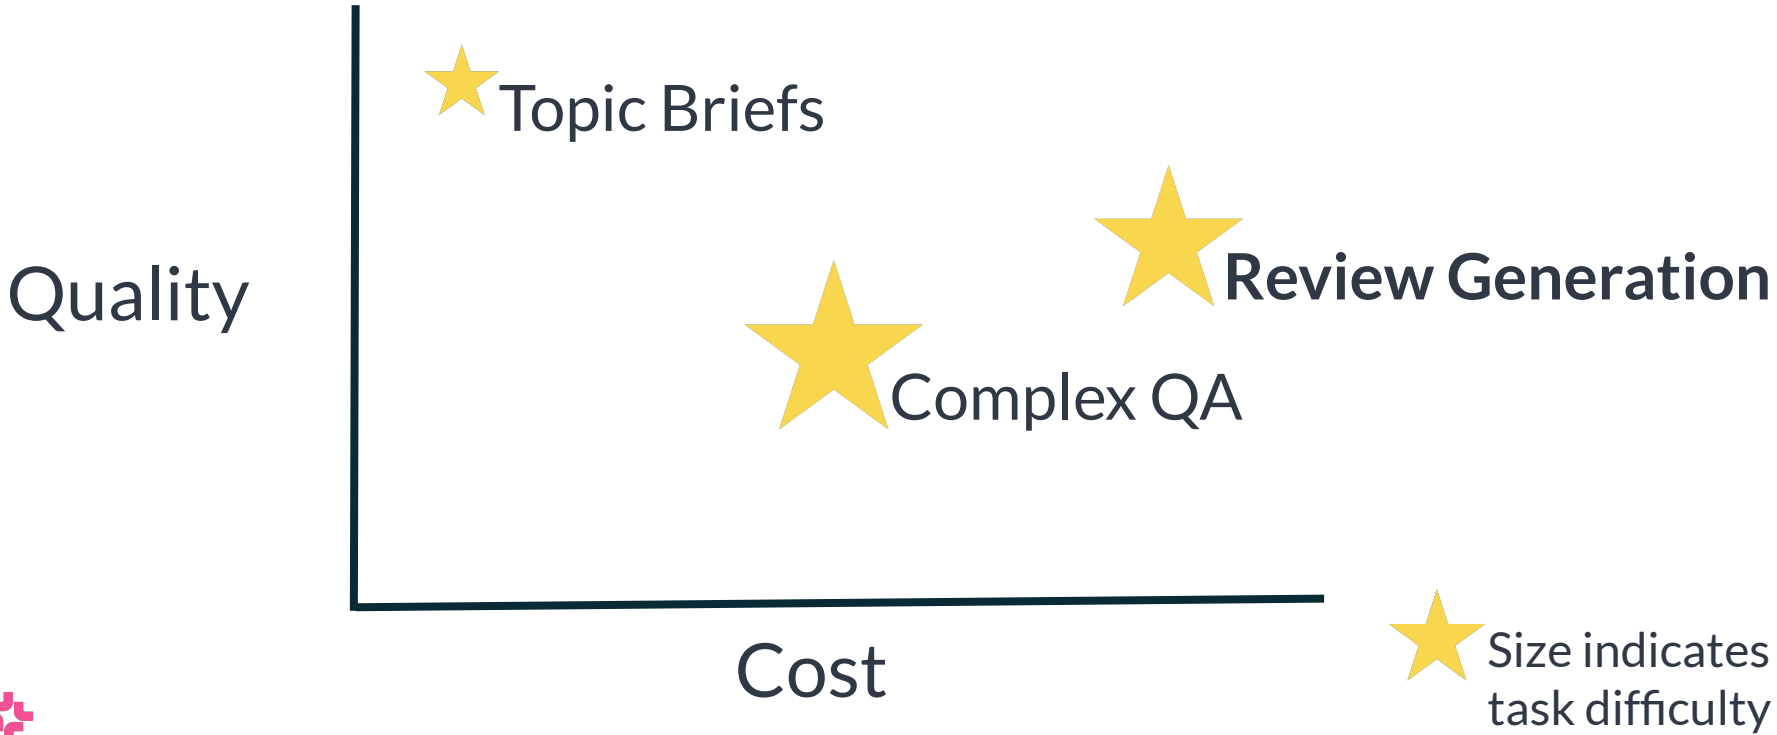 Topic Briefs
Review Generation
Quality
Complex QA
Cost
Size indicates
task difficulty